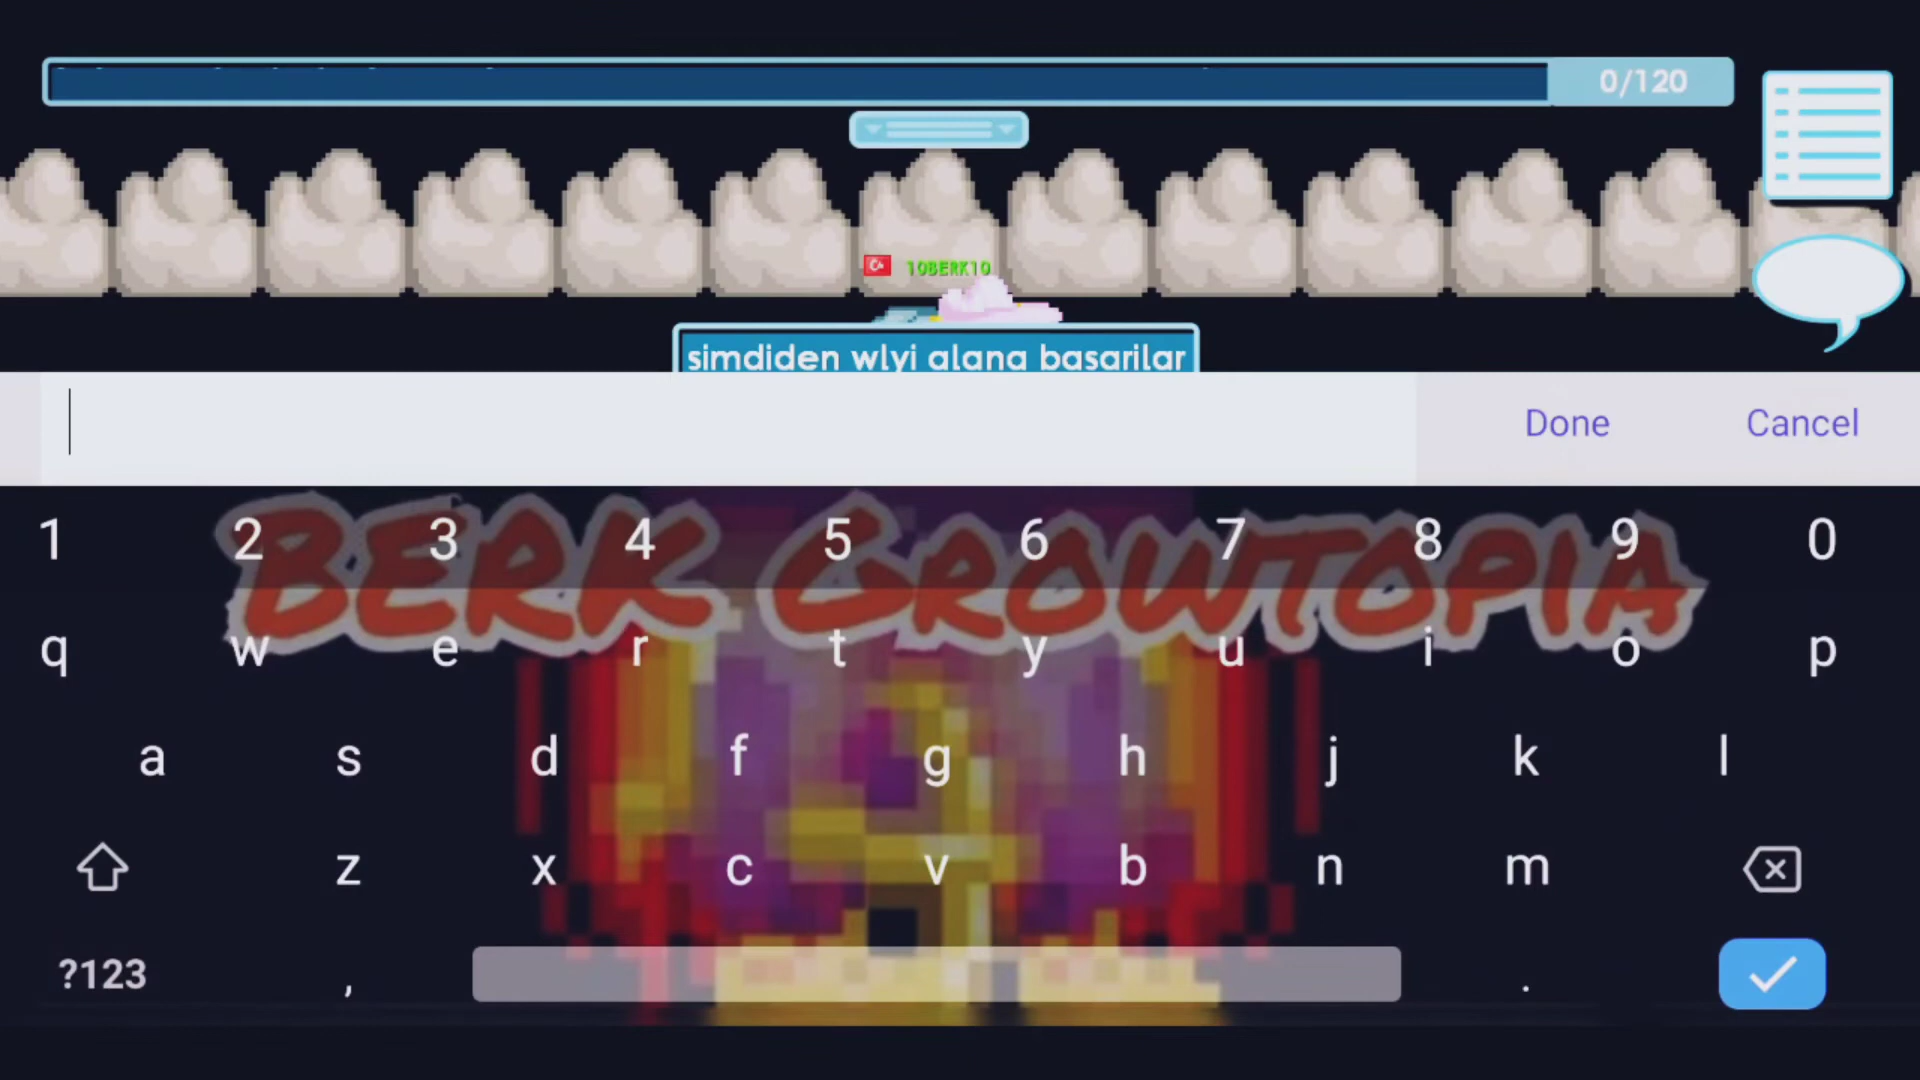 0/120
10BERK10
simdiden wlyi alana basarilar
Done Cancel
BERK GROWTOPIA
1 2 3 4 5 6 7 8 9 0
q w e r t y u i o p
a s d f g h j k l
z x c v b n m
?123 , .